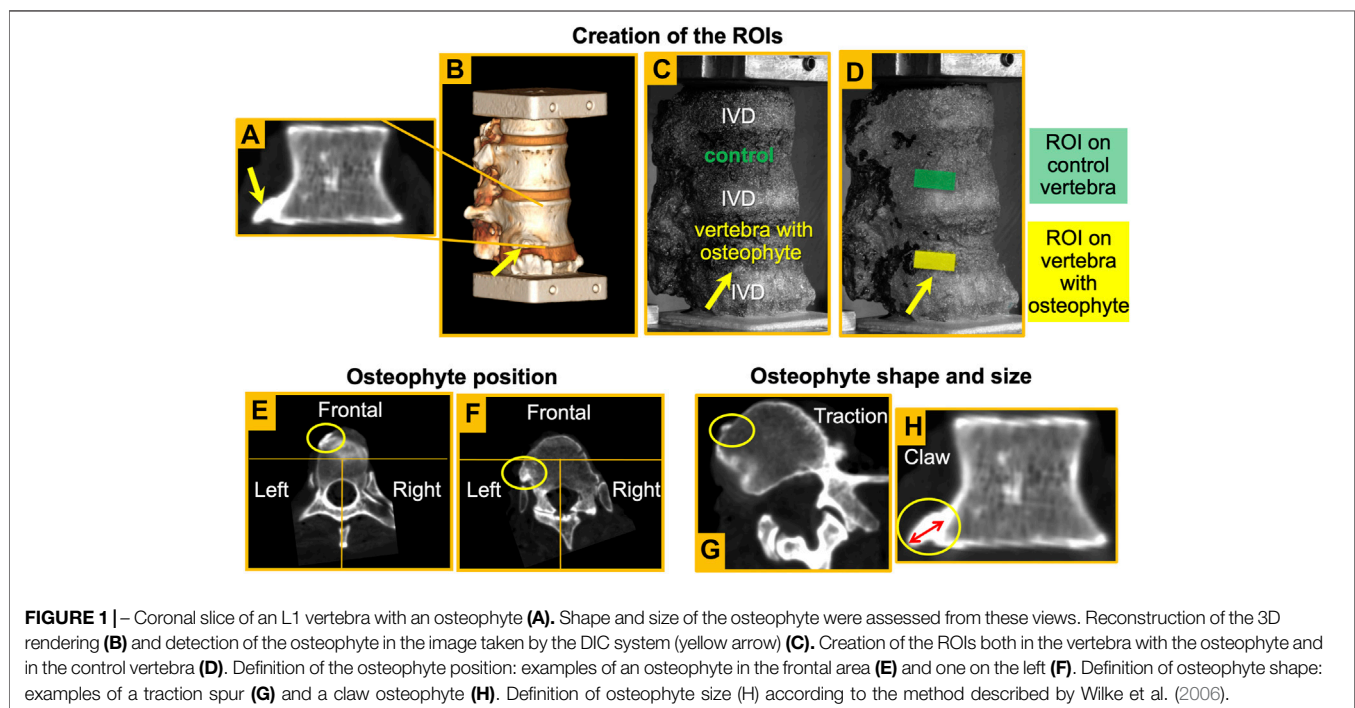 Creation of the ROIs
A
B
C
D
IVD
control
IVD
vertebra with
osteophyte
IVD
ROI on
control
vertebra
ROI on
vertebra
with
osteophyte
Osteophyte position
Osteophyte shape and size
E
Frontal
Left
Right
F
Frontal
Left
Right
Traction
G
H
Claw
FIGURE 1 | – Coronal slice of an L1 vertebra with an osteophyte (A). Shape and size of the osteophyte were assessed from these views. Reconstruction of the 3D
rendering (B) and detection of the osteophyte in the image taken by the DIC system (yellow arrow) (C). Creation of the ROIs both in the vertebra with the osteophyte and
in the control vertebra (D). Definition of the osteophyte position: examples of an osteophyte in the frontal area (E) and one on the left (F). Definition of osteophyte shape:
examples of a traction spur (G) and a claw osteophyte (H). Definition of osteophyte size (H) according to the method described by Wilke et al. (2006).